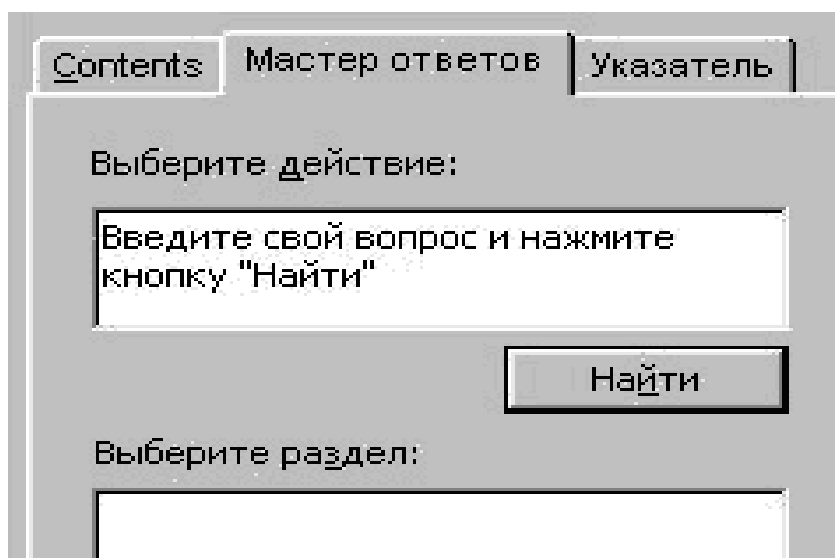 Contents Мастер ответов Указатель
Выберите действие:
Введите свой вопрос и нажмите
кнопку "Найти"
Найти
Выберите раздел: